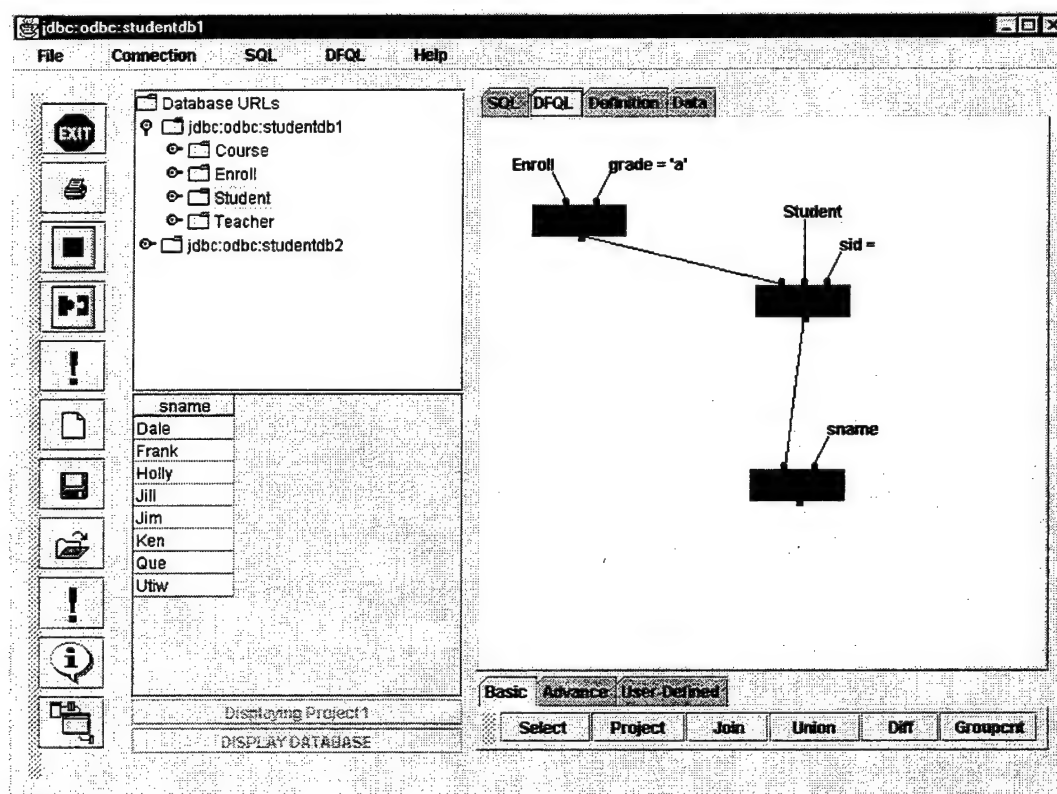 jdbc:odbc:studentdb1
File Connection SQL DFQL Help
EXIT
Database URLs
jdbc:odbc:studentdb1
Course
Enroll
Student
Teacher
jdbc:odbc:studentdb2
sname
Dale
Frank
Holly
Jill
Jim
Ken
Que
Utiw
Displaying Project1
DISPLAY DATABASE
SQL DFQL Definition Data
Enroll grade = 'a'
Student
sid =
sname
Basic Advance User-Defined
Select Project Join Union Diff Groupcnt